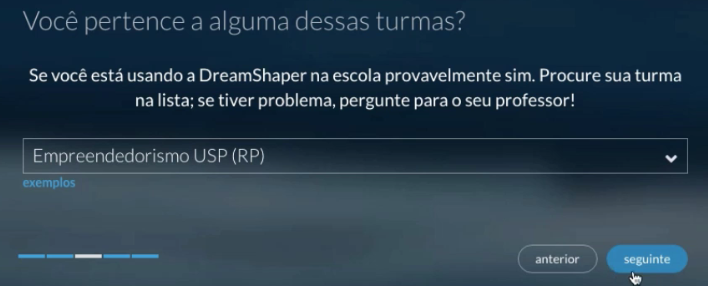 Você pertence a alguma dessas turmas?
Se você está usando a DreamShaper na escola provavelmente sim. Procure sua turma
na lista; se tiver problema, pergunte para o seu professor!
Empreendedorismo USP (RP)
exemplos
anterior
seguinte